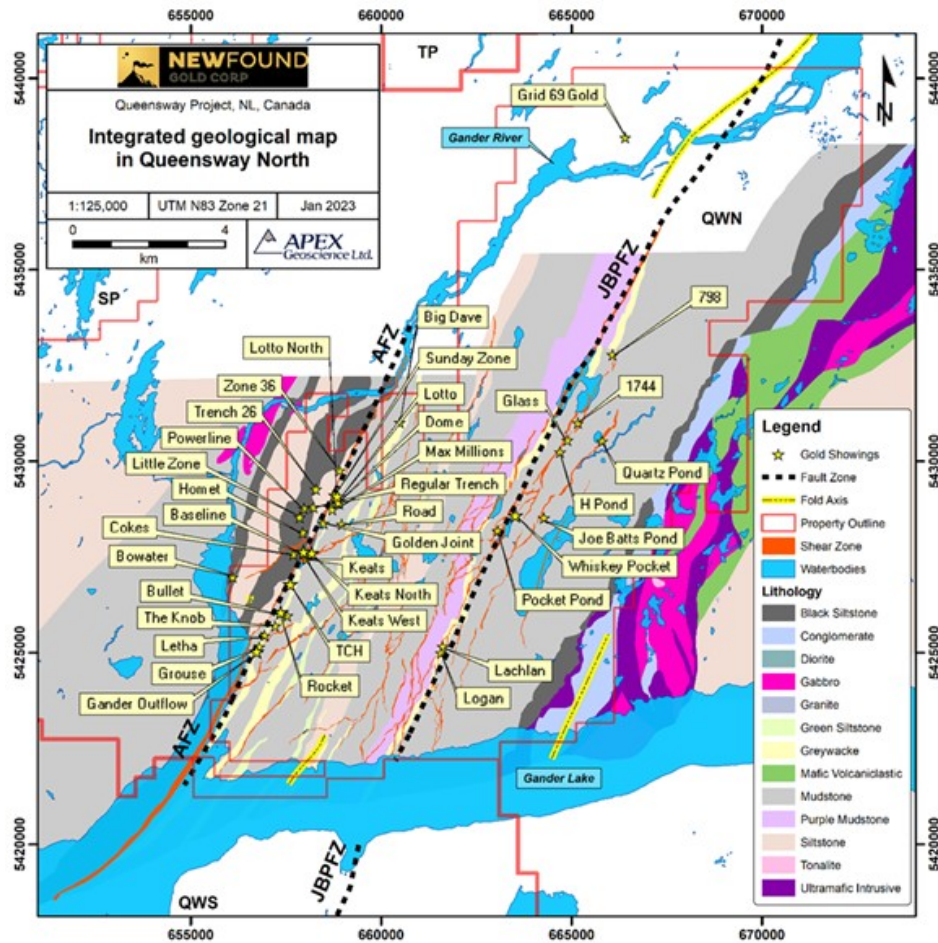 655000 660000 665000 670000
NEWFOUND
GOLD CORP
Queensway Project, NL, Canada
Integrated geological map
in Queensway North
1:125,000 UTM N83 Zone 21 Jan 2023
0 4
km
APEX
Geoscience Ltd.
TP
Grid 69 Gold
Gander River
N
QWN
JBPFZ
SP
AFZ
Big Dave
798
Lotto North
Sunday Zone
Zone 36
Lotto
1744
Trench 26
Glass
Dome
Powerline
Max Millions
Little Zone
Regular Trench
Quartz Pond
Homet
Road
H Pond
Baseline
Golden Joint
Joe Batts Pond
Cokes
Keats
Whiskey Pocket
Bowater
Keats North
Pocket Pond
Bullet
Keats West
The Knob
TCH
Letha
Lachlan
Grouse
Rocket
Logan
Gander Outflow
AFZ
Gander Lake
JBPFZ
QWS
Legend
Gold Showings
Fault Zone
Fold Axis
Property Outline
Shear Zone
Waterbodies
Lithology
Black Siltstone
Conglomerate
Diorite
Gabbro
Granite
Green Siltstone
Greywacke
Mafic Volcaniclastic
Mudstone
Purple Mudstone
Siltstone
Tonalite
Ultramafic Intrusive
5440000
5435000
5430000
5425000
5420000
5440000
5435000
5430000
5425000
5420000
655000 660000 665000 670000